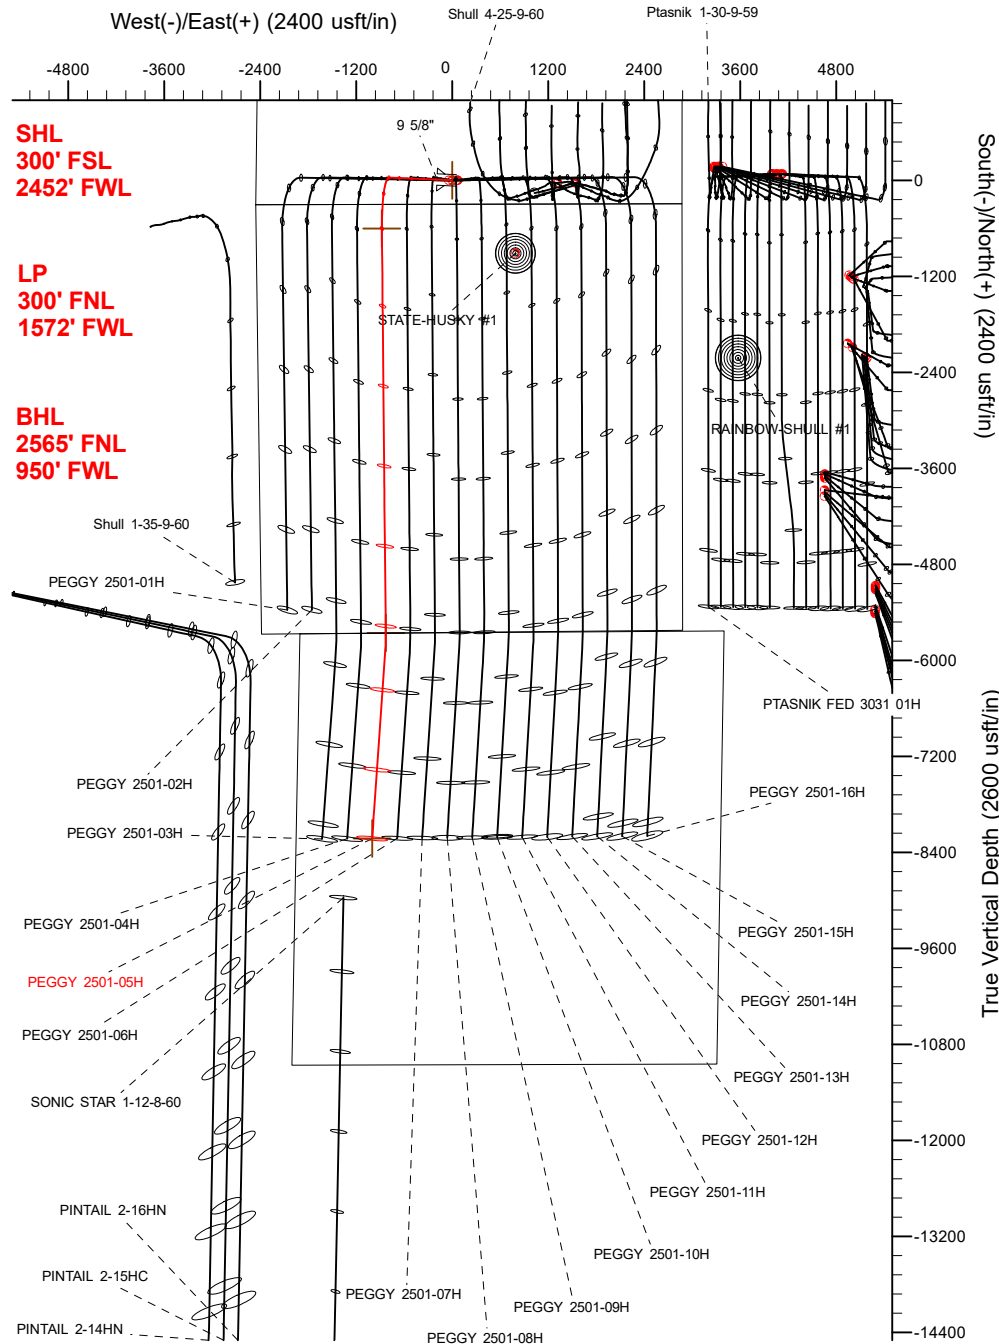 West(-)/East(+) (2400 usft/in)
Shull 4-25-9-60
Ptasnik 1-30-9-59
-4800 -3600 -2400 -1200 0 1200 2400 3600 4800
9 5/8"
SHL
300' FSL
2452' FWL
LP
300' FNL
1572' FWL
BHL
2565' FNL
950' FWL
South(-)/North(+) (2400 usft/in)
0
-1200
-2400
-3600
-4800
-6000
-7200
-8400
-9600
-10800
-12000
-13200
-14400
True Vertical Depth (2600 usft/in)
STATE-HUSKY #1
RAINBOW-SHULL #1
Shull 1-35-9-60
PEGGY 2501-01H
PTASNIK FED 3031 01H
PEGGY 2501-02H
PEGGY 2501-16H
PEGGY 2501-03H
PEGGY 2501-04H
PEGGY 2501-15H
PEGGY 2501-05H
PEGGY 2501-14H
PEGGY 2501-06H
PEGGY 2501-13H
SONIC STAR 1-12-8-60
PEGGY 2501-12H
PEGGY 2501-11H
PINTAIL 2-16HN
PEGGY 2501-10H
PINTAIL 2-15HC
PEGGY 2501-07H
PEGGY 2501-09H
PINTAIL 2-14HN
PEGGY 2501-08H